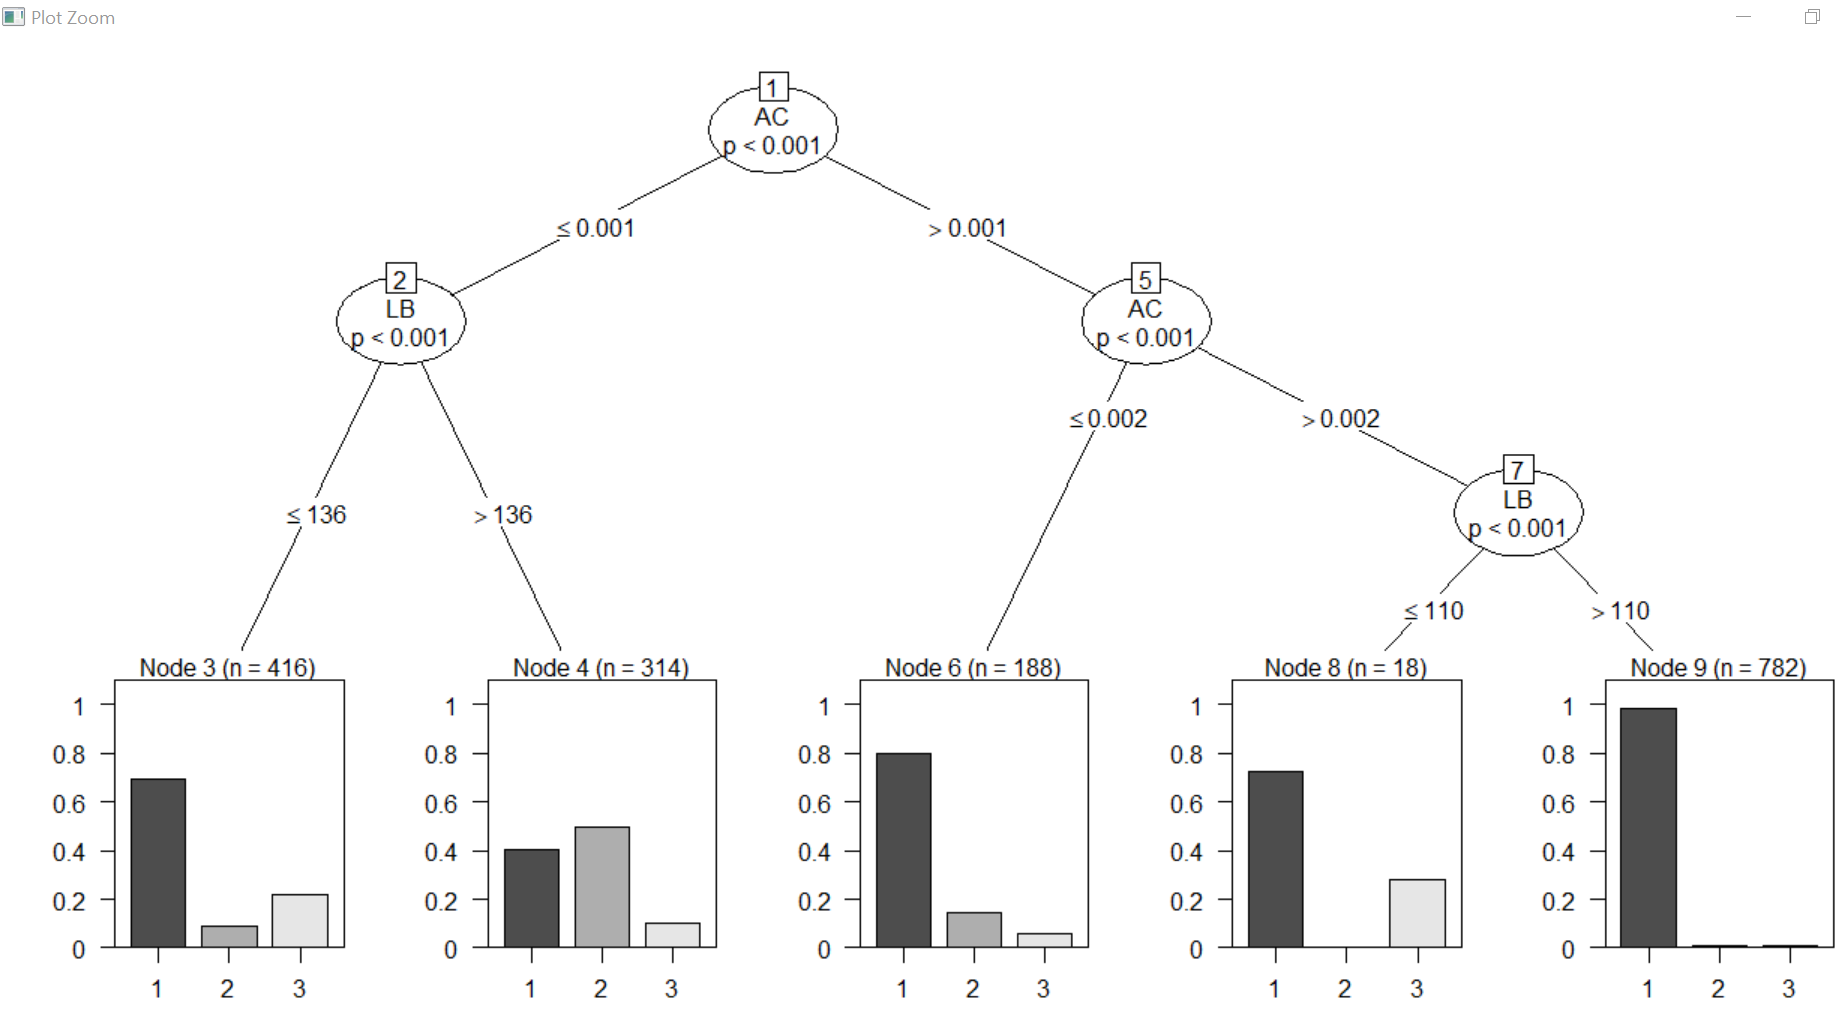 Plot Zoom
1
AC
p < 0.001
≤ 0.001
> 0.001
2
LB
p < 0.001
5
AC
p < 0.001
≤ 0.002
> 0.002
7
LB
p < 0.001
≤ 136
> 136
≤ 110
> 110
Node 3 (n = 416)
1
0.8
0.6
0.4
0.2
0
1 2 3
Node 4 (n = 314)
1
0.8
0.6
0.4
0.2
0
1 2 3
Node 6 (n = 188)
1
0.8
0.6
0.4
0.2
0
1 2 3
Node 8 (n = 18)
1
0.8
0.6
0.4
0.2
0
1 2 3
Node 9 (n = 782)
1
0.8
0.6
0.4
0.2
0
1 2 3